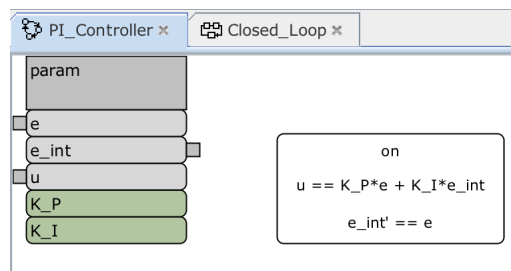 PI_Controller
Closed_Loop
param
e
e_int
u
K_P
K_I
on
u == K_P*e + K_I*e_int
e_int' == e